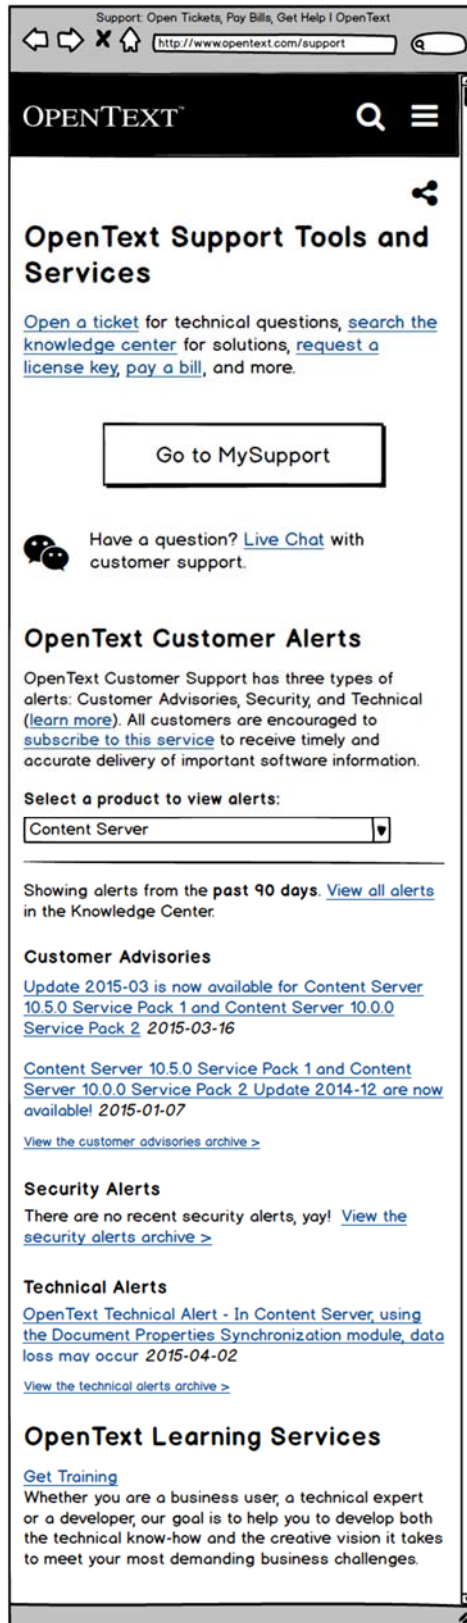 Support: Open Tickets, Pay Bills, Get Help | OpenText
http://www.opentext.com/support
OPENTEXT™
OpenText Support Tools and
Services
Open a ticket for technical questions, search the
knowledge center for solutions, request a
license key, pay a bill, and more.
Go to MySupport
Have a question? Live Chat with
customer support.
OpenText Customer Alerts
OpenText Customer Support has three types of
alerts: Customer Advisories, Security, and Technical
(learn more). All customers are encouraged to
subscribe to this service to receive timely and
accurate delivery of important software information.
Select a product to view alerts:
Content Server
Showing alerts from the past 90 days. View all alerts
in the Knowledge Center.
Customer Advisories
Update 2015-03 is now available for Content Server
10.5.0 Service Pack 1 and Content Server 10.0.0
Service Pack 2 2015-03-16
Content Server 10.5.0 Service Pack 1 and Content
Server 10.0.0 Service Pack 2 Update 2014-12 are now
available! 2015-01-07
View the customer advisories archive >
Security Alerts
There are no recent security alerts, yay! View the
security alerts archive >
Technical Alerts
OpenText Technical Alert - In Content Server, using
the Document Properties Synchronization module, data
loss may occur 2015-04-02
View the technical alerts archive >
OpenText Learning Services
Get Training
Whether you are a business user, a technical expert
or a developer, our goal is to help you to develop both
the technical know-how and the creative vision it takes
to meet your most demanding business challenges.